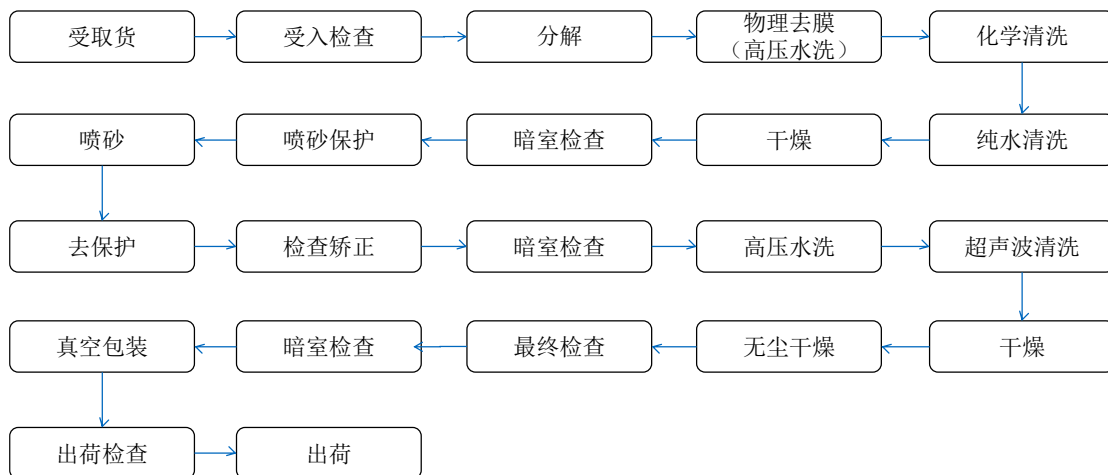 受取货
受入检查
分解
物理去膜
（高压水洗）
化学清洗
喷砂
喷砂保护
暗室检查
干燥
纯水清洗
去保护
检查矫正
暗室检查
高压水洗
超声波清洗
真空包装
暗室检查
最终检查
无尘干燥
干燥
出荷检查
出荷